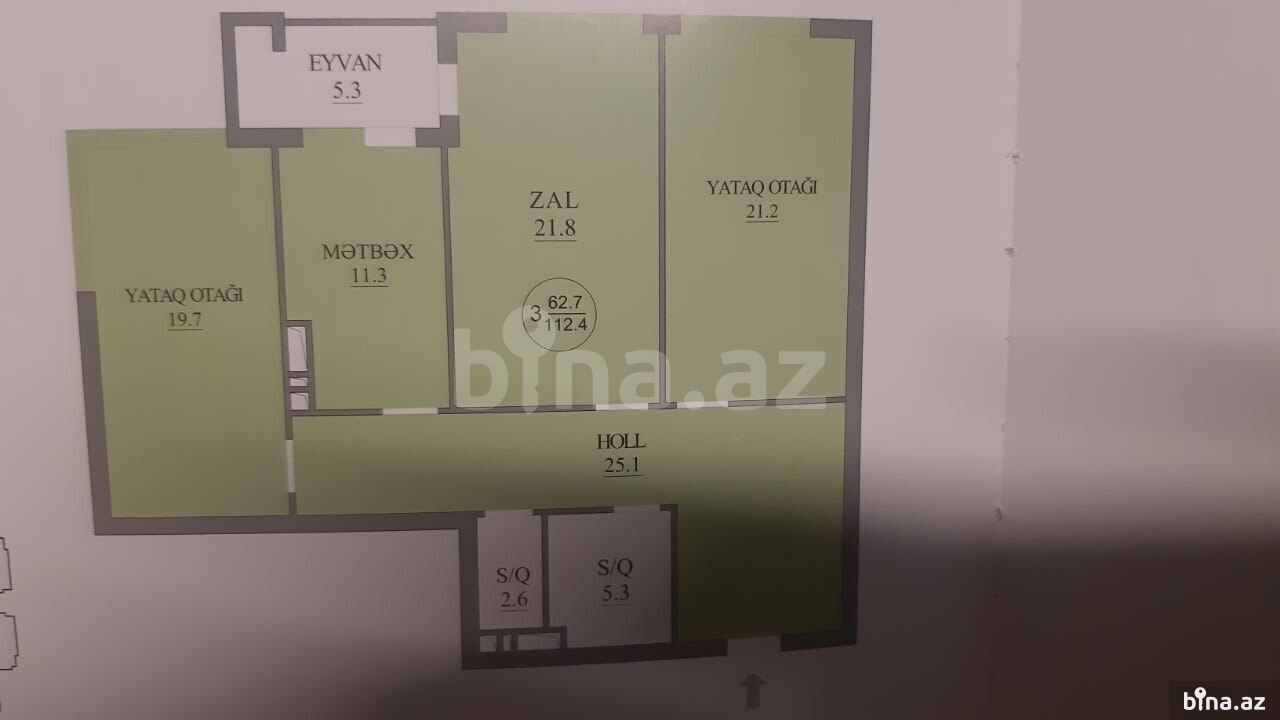 EYVAN
5.3
ZAL
21.8
YATAQ OTAĞI
21.2
MƏTBƏX
11.3
YATAQ OTAĞI
19.7
3 62.7
112.4
bina.az
HOLL
25.1
S/Q
2.6
S/Q
5.3
bina.az